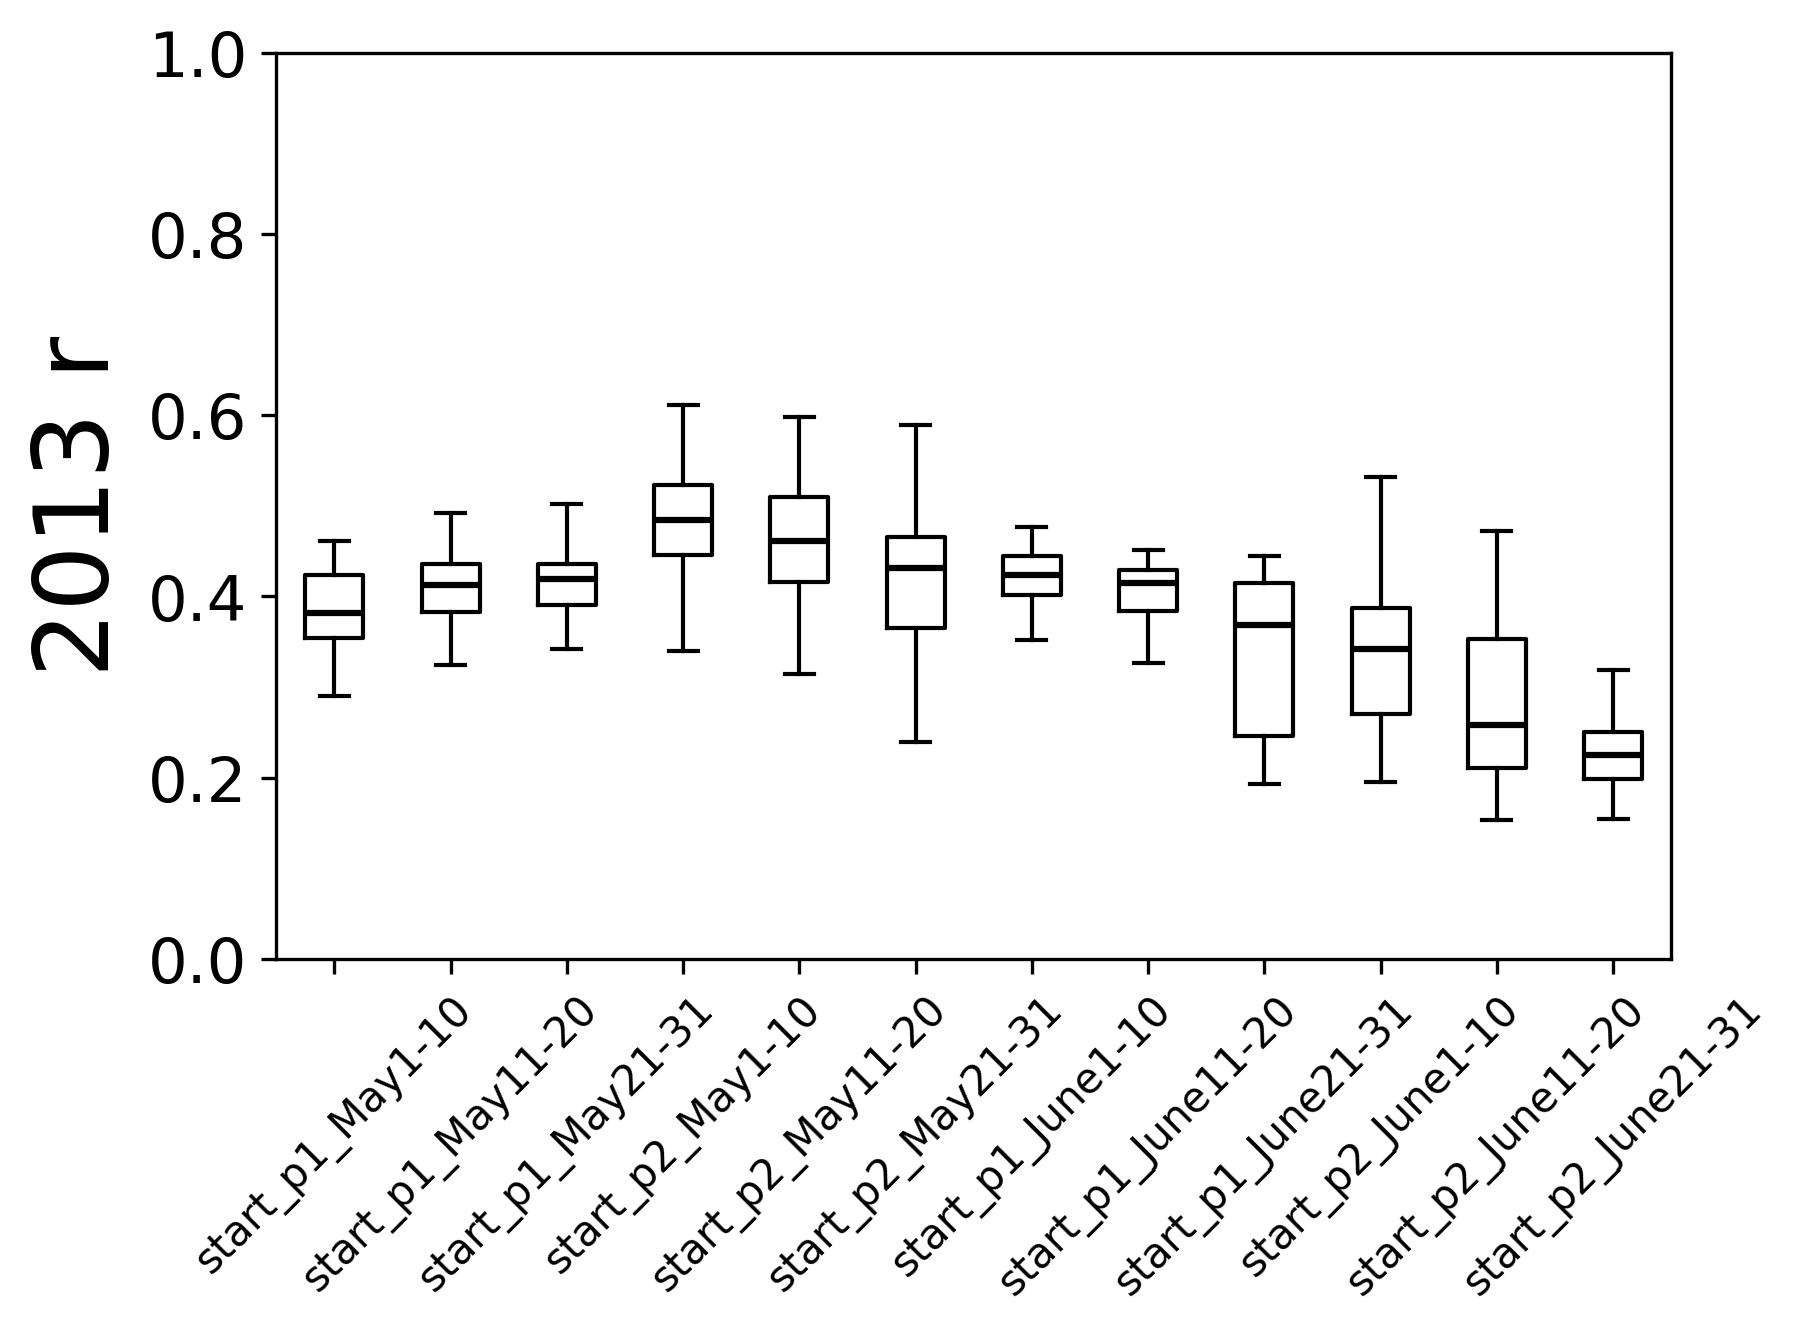 2013 r
1.0
0.8
0.6
0.4
0.2
0.0
start_p1_May1-10
start_p1_May11-20
start_p1_May21-31
start_p2_May1-10
start_p2_May11-20
start_p2_May21-31
start_p1_June1-10
start_p1_June11-20
start_p1_June21-31
start_p2_June1-10
start_p2_June11-20
start_p2_June21-31